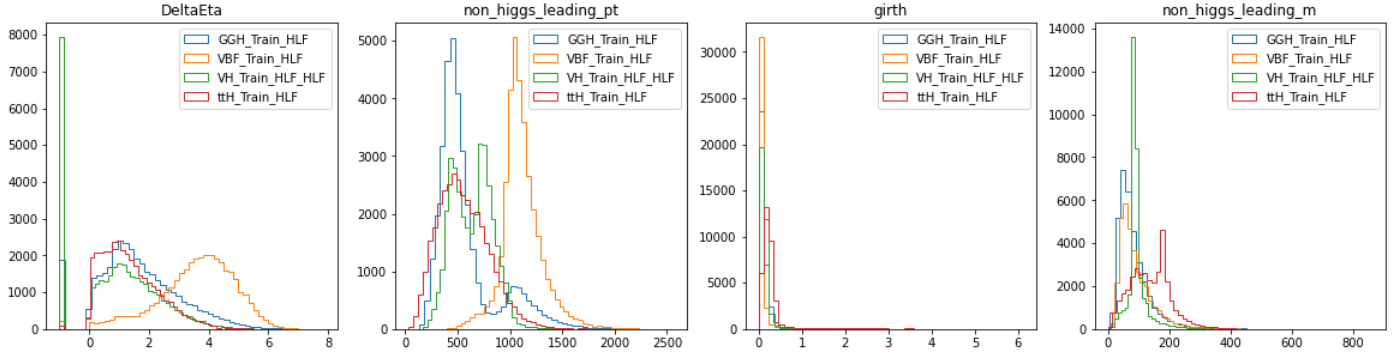 DeltaEta
GGH_Train_HLF
VBF_Train_HLF
VH_Train_HLF_HLF
ttH_Train_HLF
8000
7000
6000
5000
4000
3000
2000
1000
0
0 2 4 6 8
non_higgs_leading_pt
GGH_Train_HLF
VBF_Train_HLF
VH_Train_HLF_HLF
ttH_Train_HLF
5000
4000
3000
2000
1000
0
0 500 1000 1500 2000 2500
girth
GGH_Train_HLF
VBF_Train_HLF
VH_Train_HLF_HLF
ttH_Train_HLF
30000
25000
20000
15000
10000
5000
0
0 1 2 3 4 5 6
non_higgs_leading_m
GGH_Train_HLF
VBF_Train_HLF
VH_Train_HLF_HLF
ttH_Train_HLF
14000
12000
10000
8000
6000
4000
2000
0
0 200 400 600 800